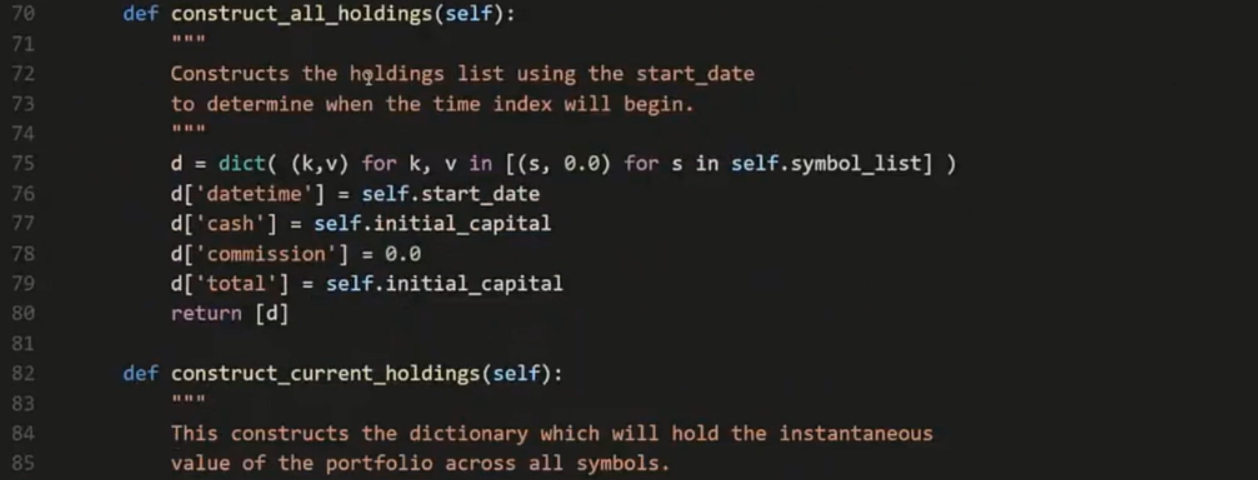 70 def construct_all_holdings(self):
71 """
72 Constructs the holdings list using the start_date
73 to determine when the time index will begin.
74 """
75 d = dict( (k,v) for k, v in [(s, 0.0) for s in self.symbol_list] )
76 d['datetime'] = self.start_date
77 d['cash'] = self.initial_capital
78 d['commission'] = 0.0
79 d['total'] = self.initial_capital
80 return [d]
81
82 def construct_current_holdings(self):
83 """
84 This constructs the dictionary which will hold the instantaneous
85 value of the portfolio across all symbols.